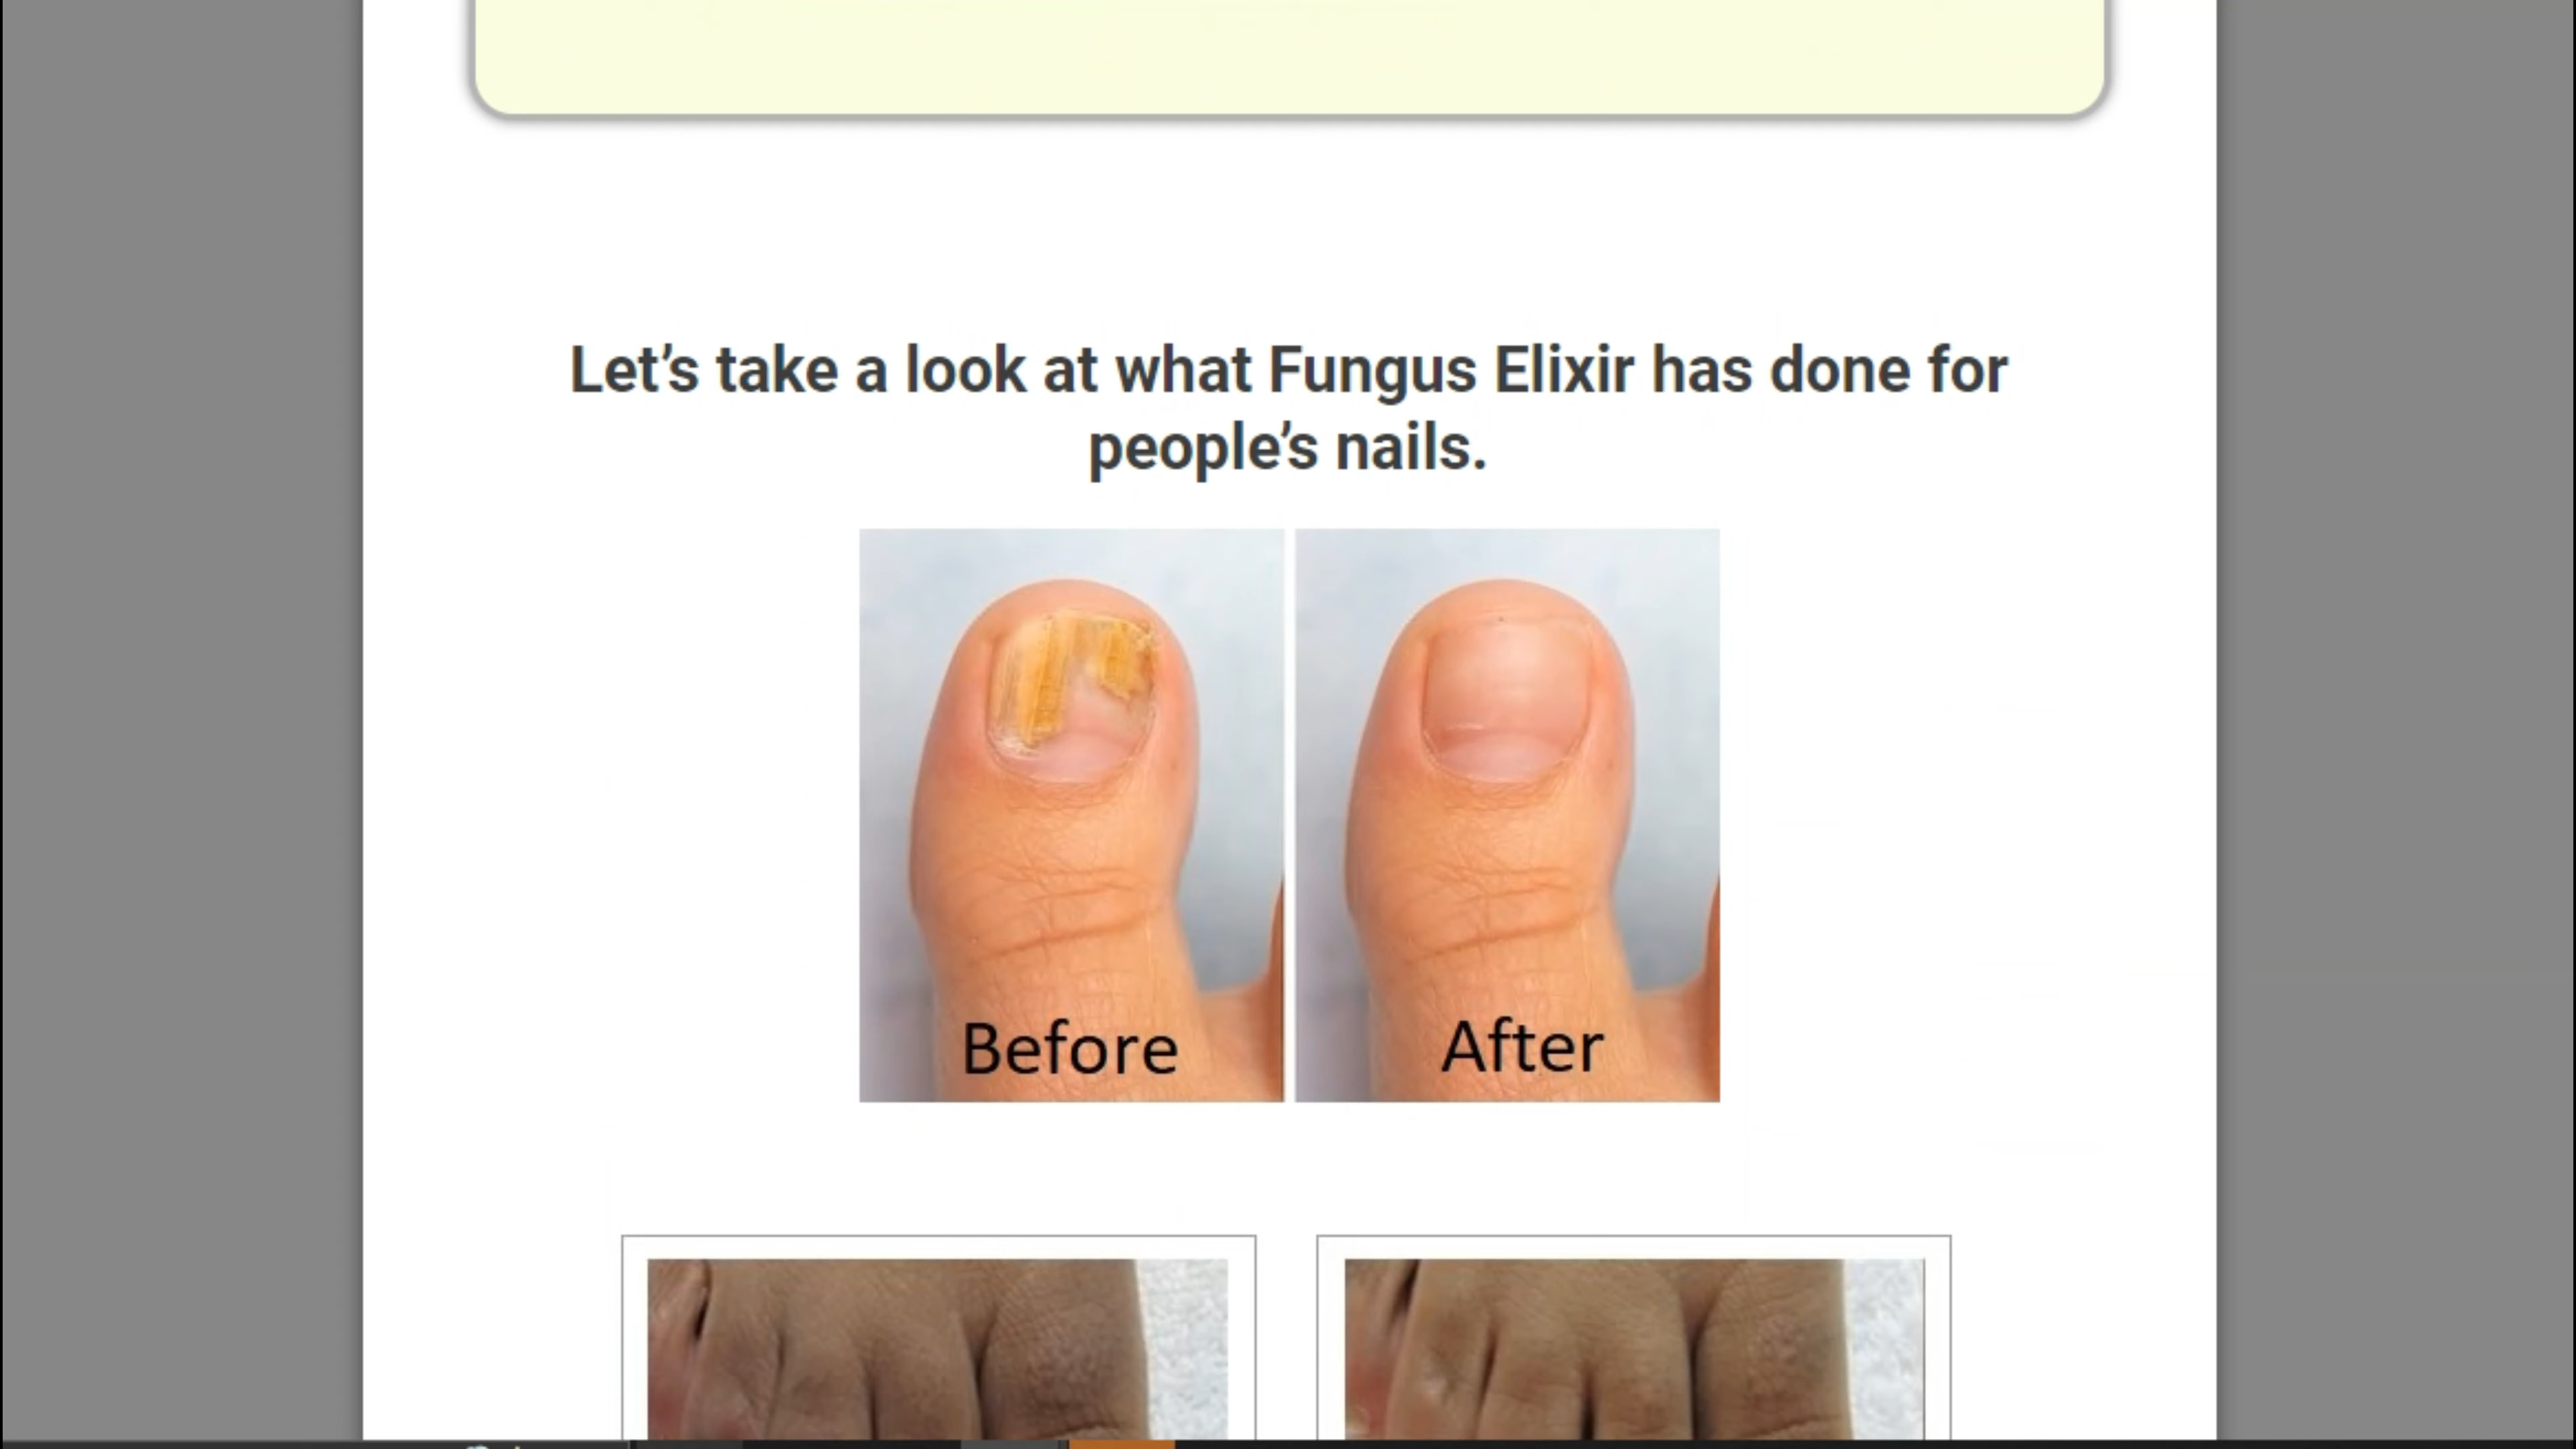 Let’s take a look at what Fungus Elixir has done for
people’s nails.
Before
After